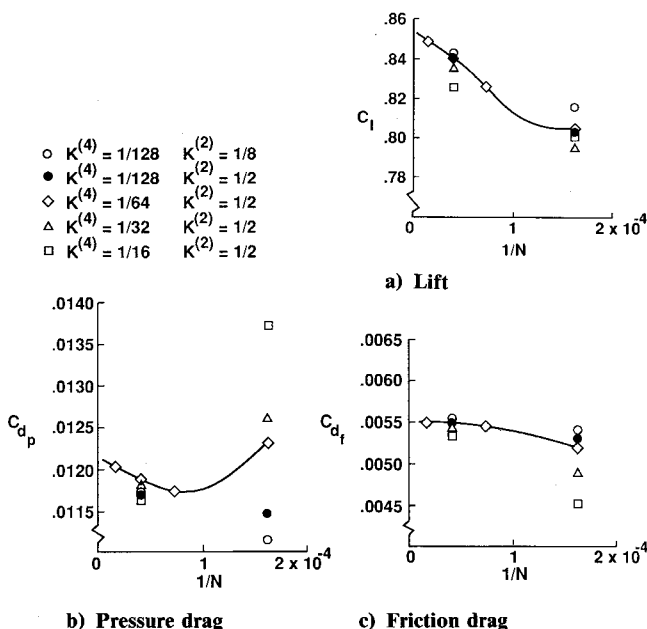 ○ K(4) = 1/128 K(2) = 1/8
● K(4) = 1/128 K(2) = 1/2
◇ K(4) = 1/64 K(2) = 1/2
△ K(4) = 1/32 K(2) = 1/2
□ K(4) = 1/16 K(2) = 1/2
.86
.84
.82
.80
.78
Cl
0
1
2 x 10-4
1/N
a) Lift
.0140
.0135
.0130
.0125
.0120
.0115
Cdp
0
1
2 x 10-4
1/N
b) Pressure drag
.0065
.0060
.0055
.0050
.0045
Cdf
0
1
2 x 10-4
1/N
c) Friction drag